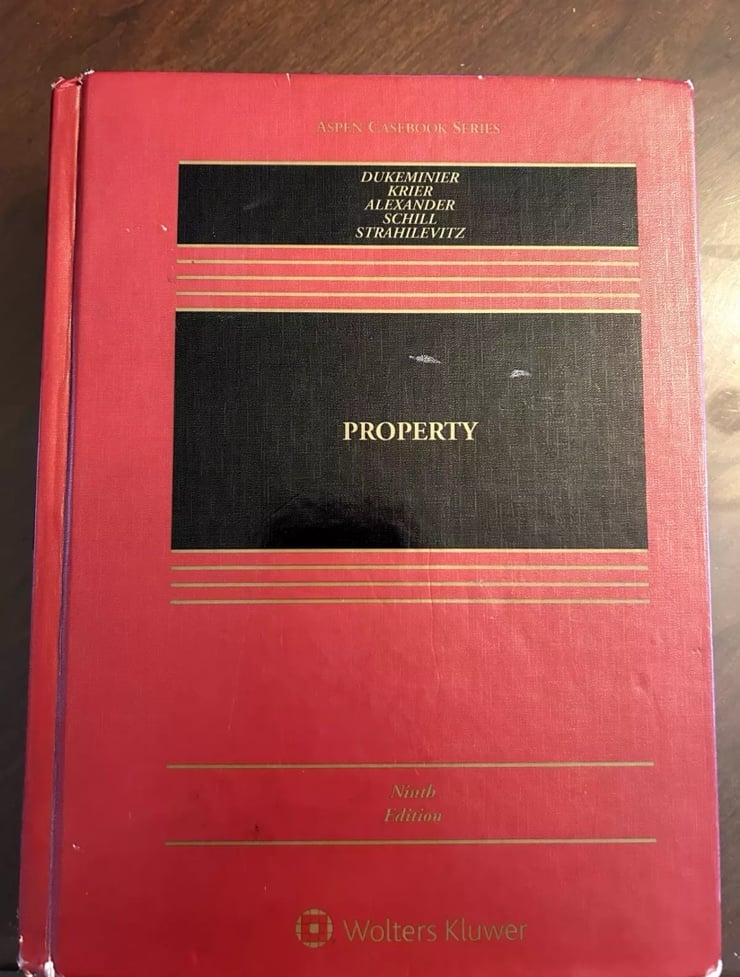 ASPEN CASEBOOK SERIES
DUKEMINIER
KRIER
ALEXANDER
SCHILL
STRAHILEVITZ
PROPERTY
Ninth
Edition
Wolters Kluwer